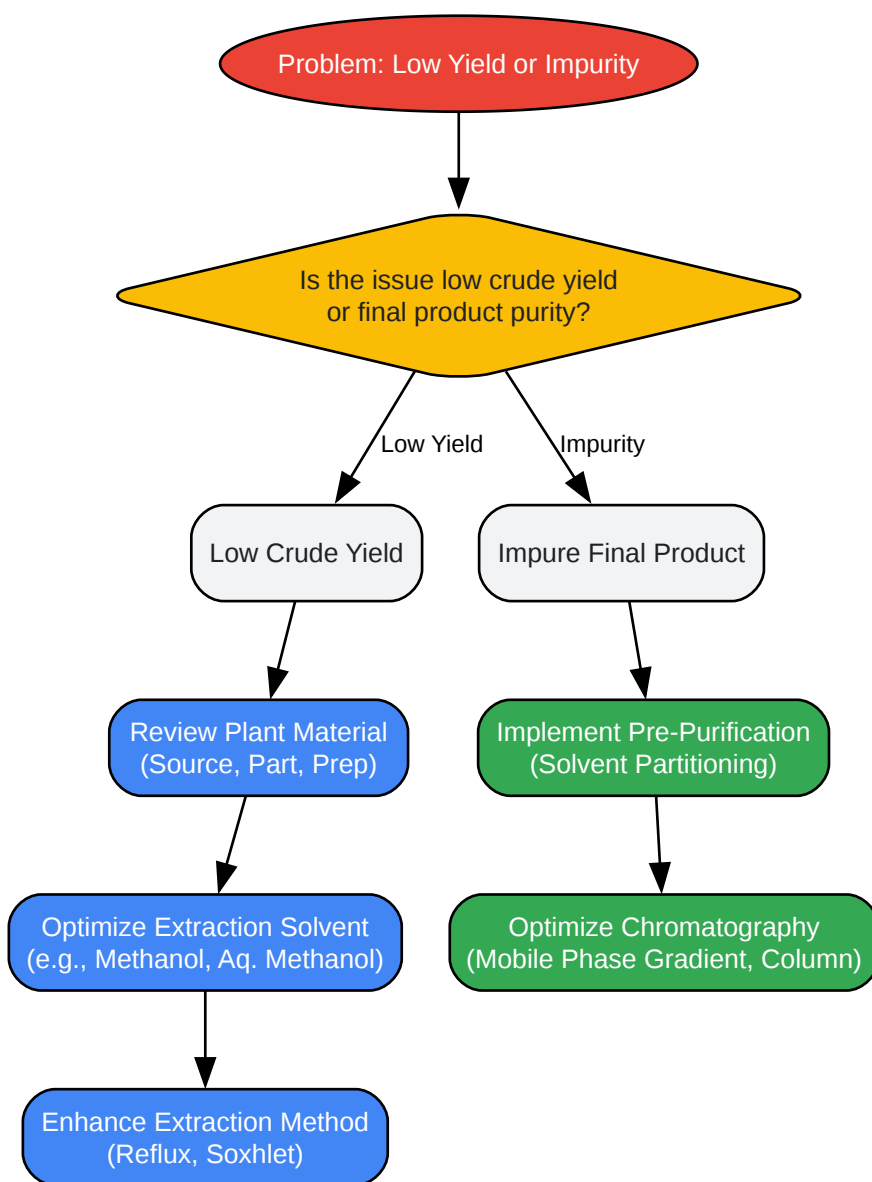 Problem: Low Yield or Impurity
Is the issue low crude yield
or final product purity?
Low Yield
Impurity
Low Crude Yield
Impure Final Product
Review Plant Material
(Source, Part, Prep)
Implement Pre-Purification
(Solvent Partitioning)
Optimize Extraction Solvent
(e.g., Methanol, Aq. Methanol)
Optimize Chromatography
(Mobile Phase Gradient, Column)
Enhance Extraction Method
(Reflux, Soxhlet)